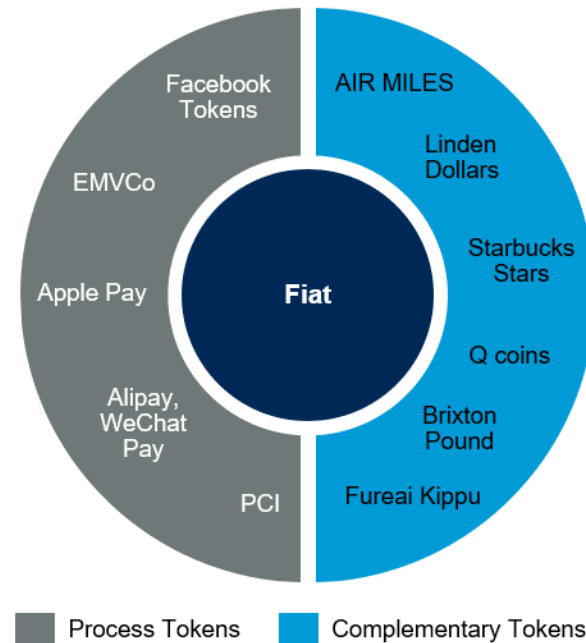 Facebook
Tokens
EMVCo
Apple Pay
Alipay,
WeChat
Pay
PCI
Fiat
AIR MILES
Linden
Dollars
Starbucks
Stars
Q coins
Brixton
Pound
Fureai Kippu
Process Tokens
Complementary Tokens